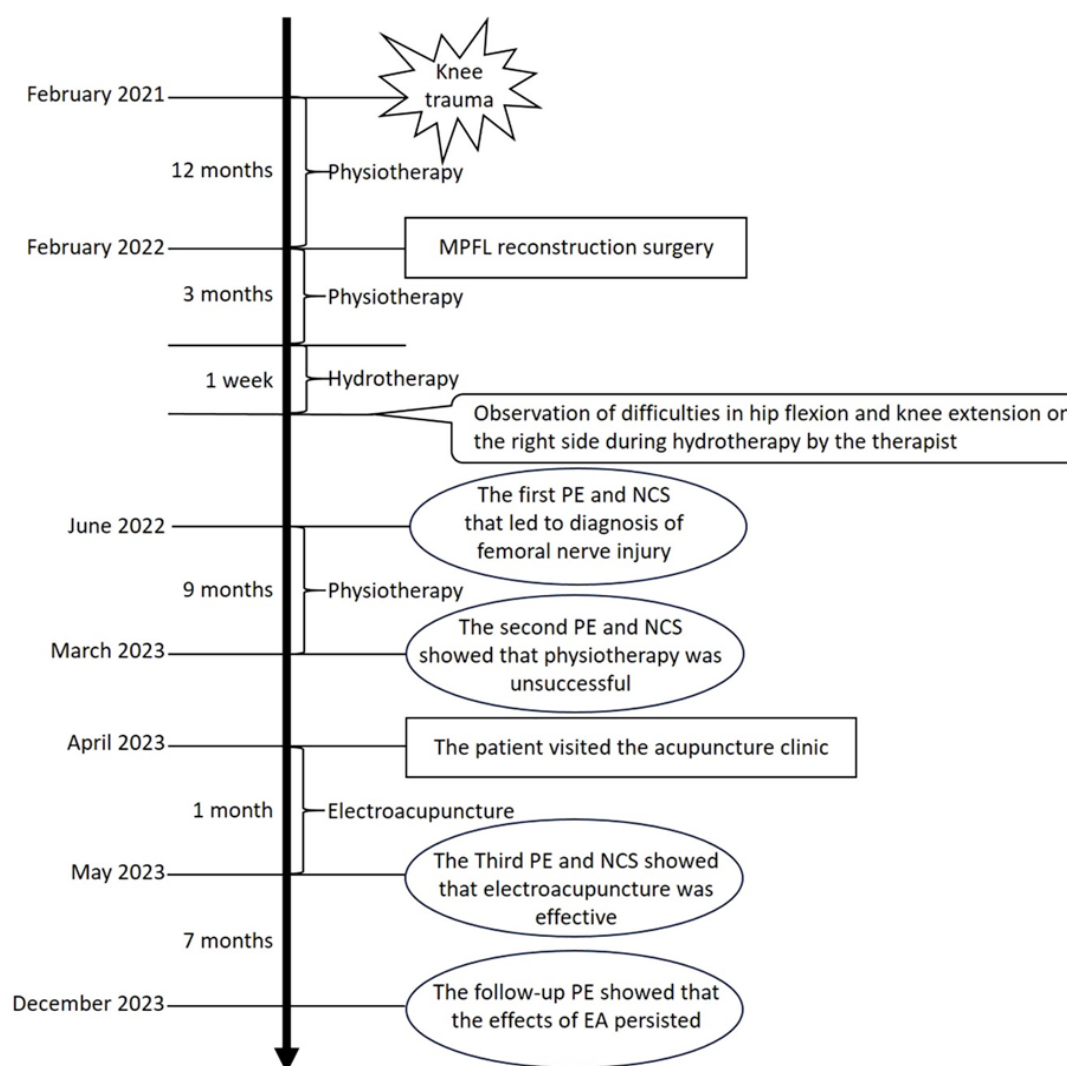 Knee
trauma
February 2021
12 months
Physiotherapy
February 2022
MPFL reconstruction surgery
3 months
Physiotherapy
1 week
Hydrotherapy
Observation of difficulties in hip flexion and knee extension on
the right side during hydrotherapy by the therapist
June 2022
The first PE and NCS
that led to diagnosis of
femoral nerve injury
9 months
Physiotherapy
March 2023
The second PE and NCS
showed that physiotherapy was
unsuccessful
April 2023
The patient visited the acupuncture clinic
1 month
Electroacupuncture
May 2023
The Third PE and NCS showed
that electroacupuncture was
effective
7 months
December 2023
The follow-up PE showed that
the effects of EA persisted